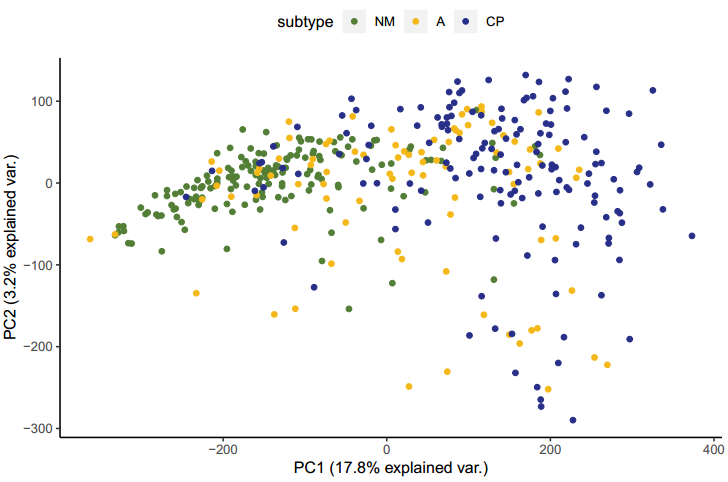 subtype NM A CP
PC2 (3.2% explained var.)
100
0
−100
−200
−300
−200 0 200 400
PC1 (17.8% explained var.)